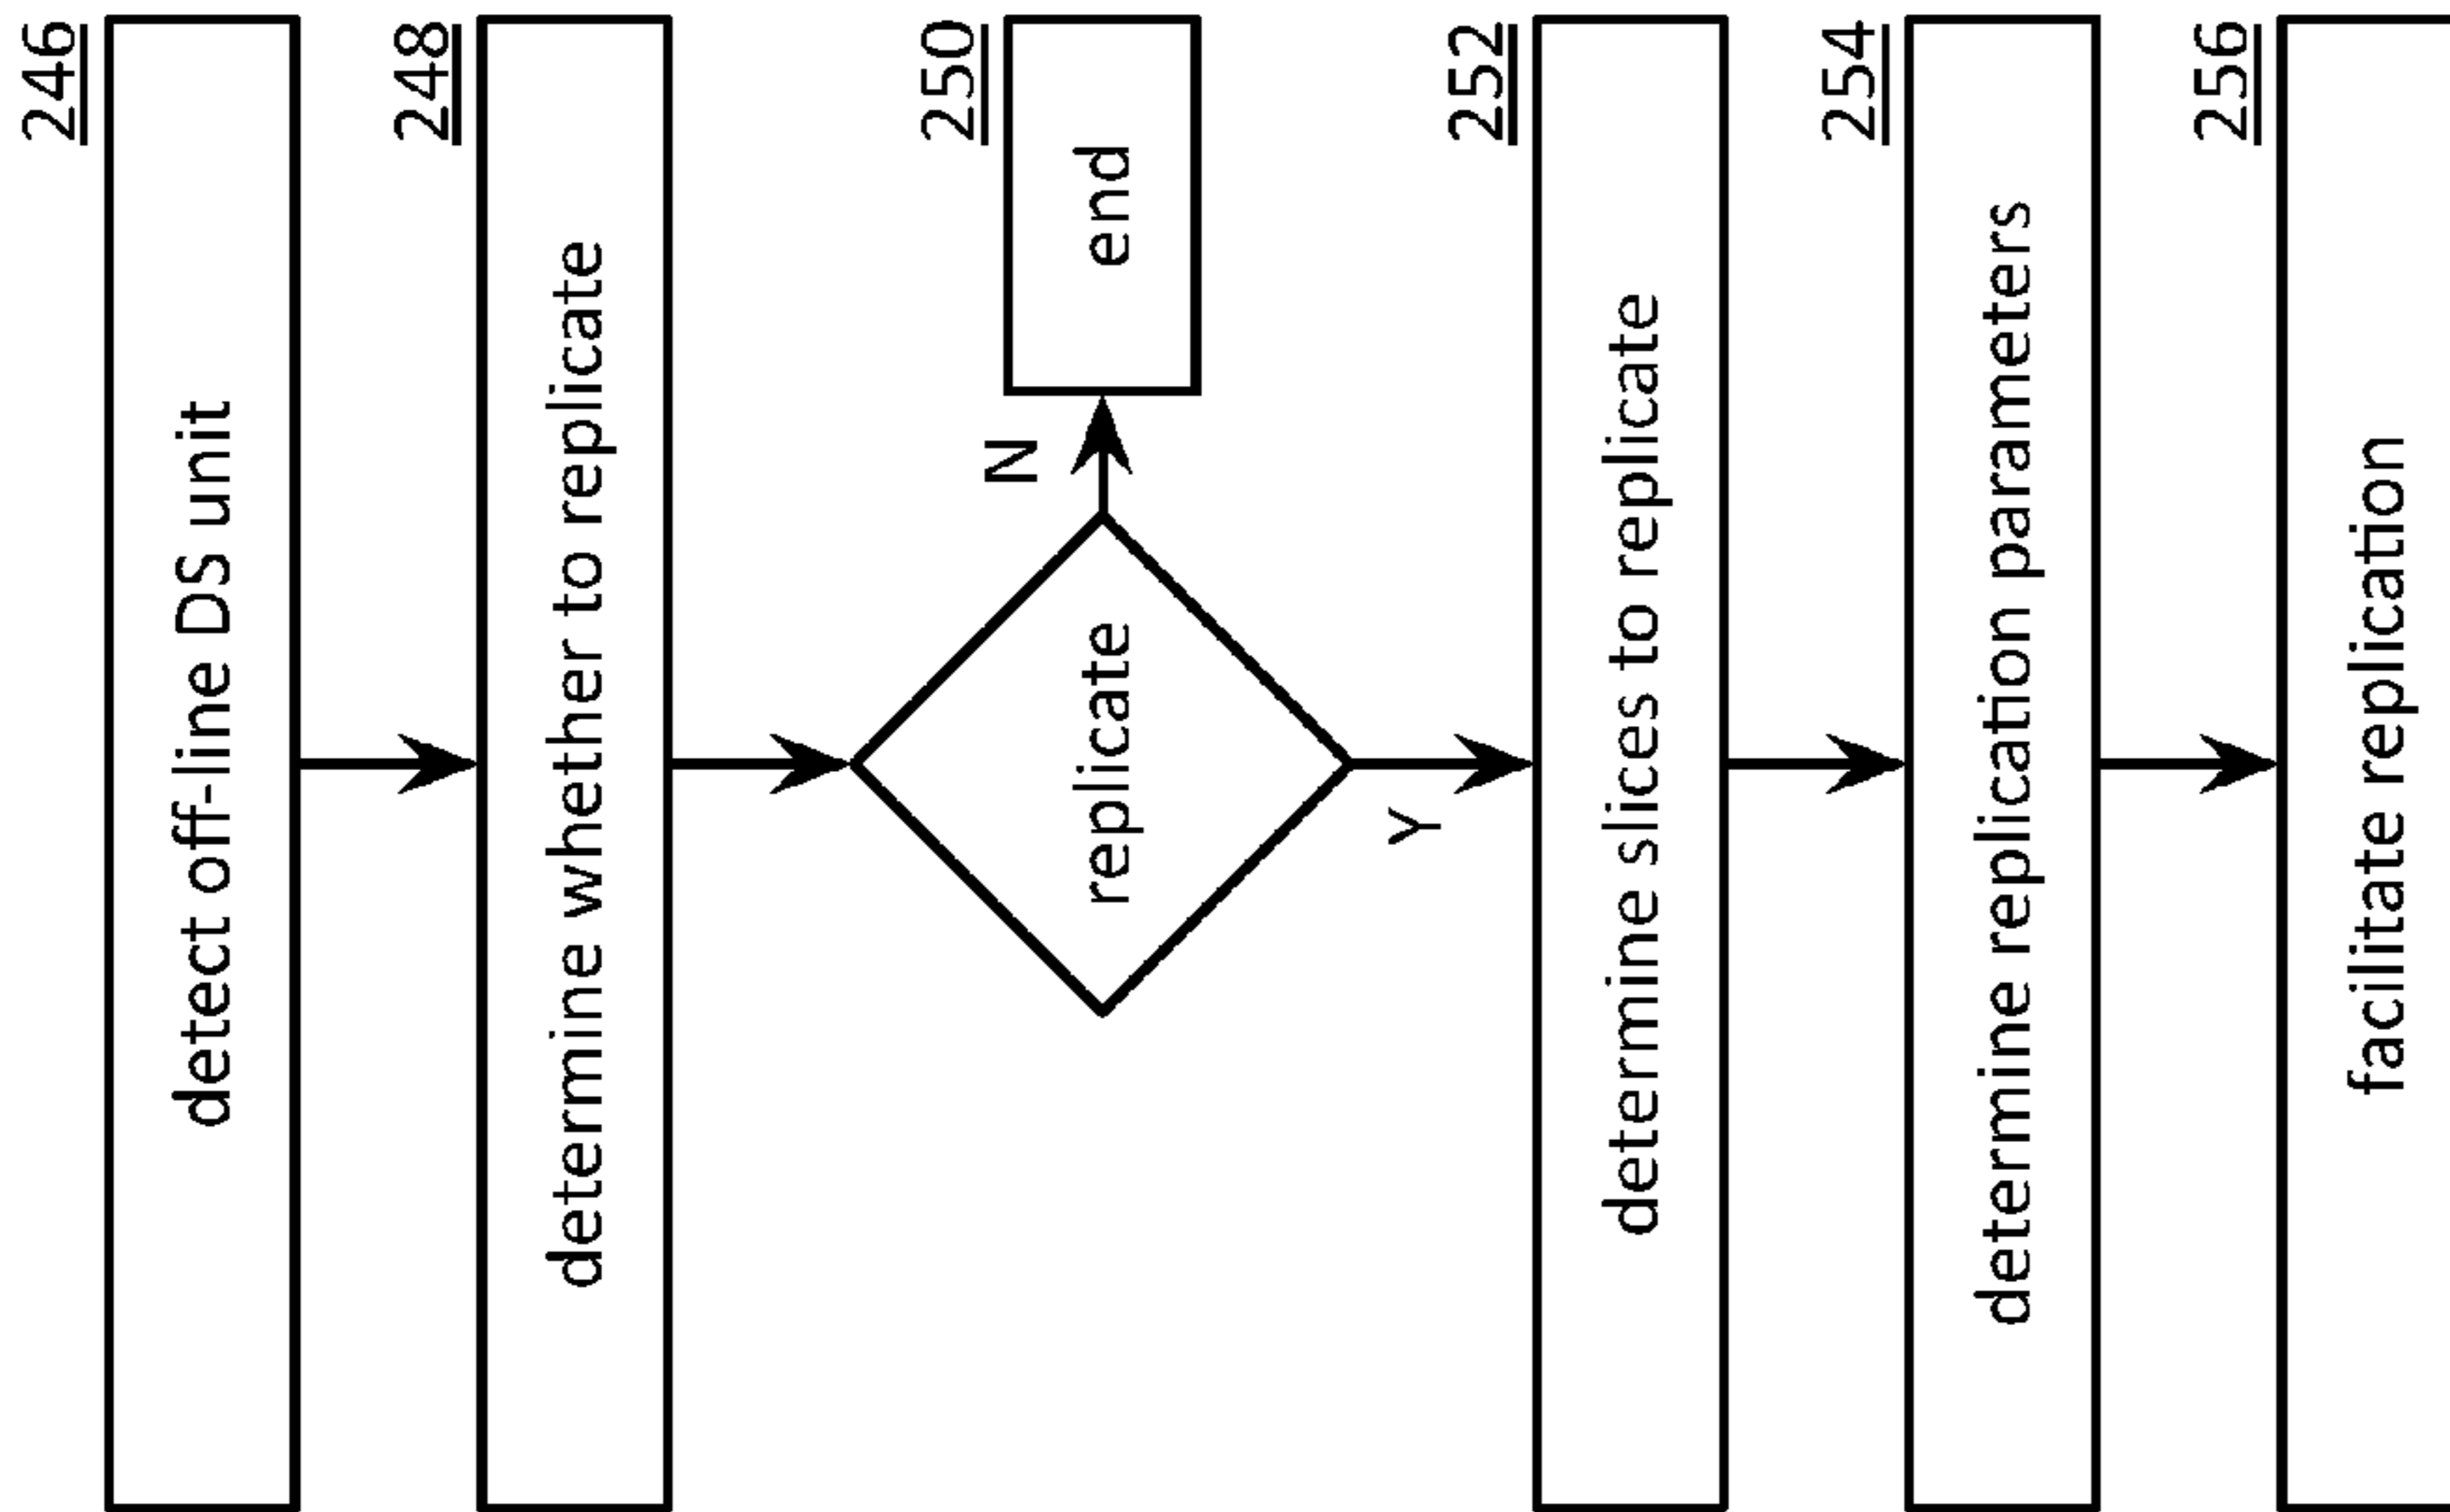 246
detect off-line DS unit
248
determine whether to replicate
replicate
N
250
end
Y
252
determine slices to replicate
254
determine replication parameters
256
facilitate replication